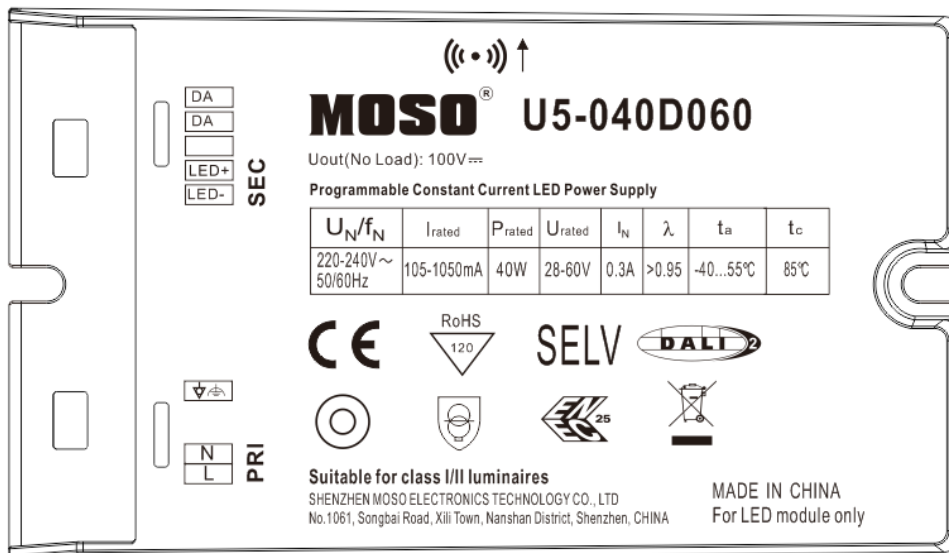 DA
DA
LED+
LED-
SEC
MOSO® U5-040D060
Uout(No Load): 100V⎓
Programmable Constant Current LED Power Supply
UN/fN Irated Prated Urated IN λ ta tc
220-240V～ 50/60Hz 105-1050mA 40W 28-60V 0.3A >0.95 -40...55℃ 85℃
RoHS
120
SELV
DALI 2
ENEC 25
N
L
PRI
Suitable for class I/II luminaires
SHENZHEN MOSO ELECTRONICS TECHNOLOGY CO., LTD
No.1061, Songbai Road, Xili Town, Nanshan District, Shenzhen, CHINA
MADE IN CHINA
For LED module only